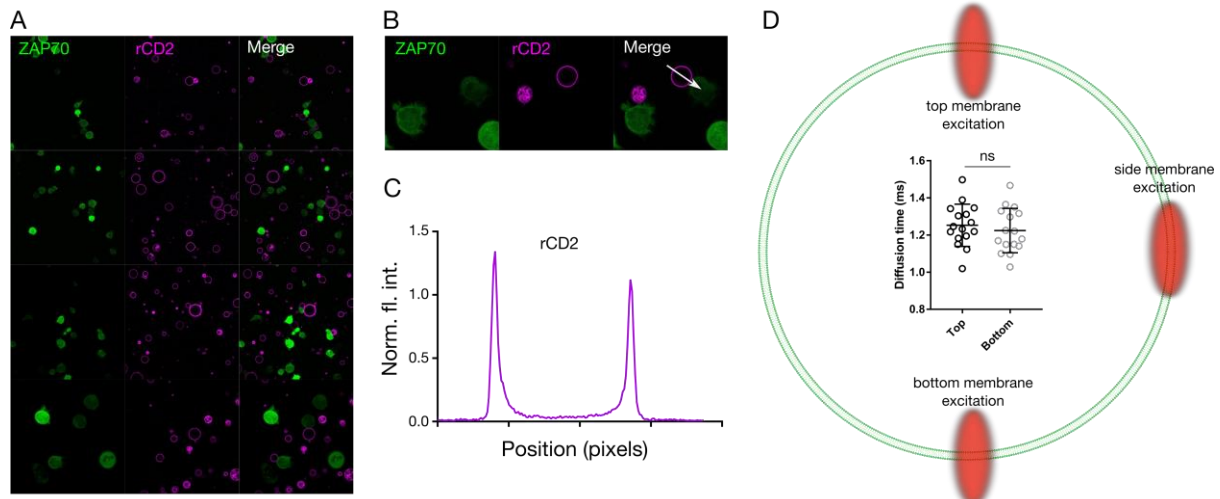 A
ZAP70 rCD2 Merge
B
ZAP70 rCD2 Merge
C
1.5
1.0
0.5
0.0
Norm. fl. int.
rCD2
Position (pixels)
D
top membrane
excitation
side membrane
excitation
ns
1.6
1.4
1.2
1.0
0.8
Diffusion time (ms)
Top Bottom
bottom membrane
excitation